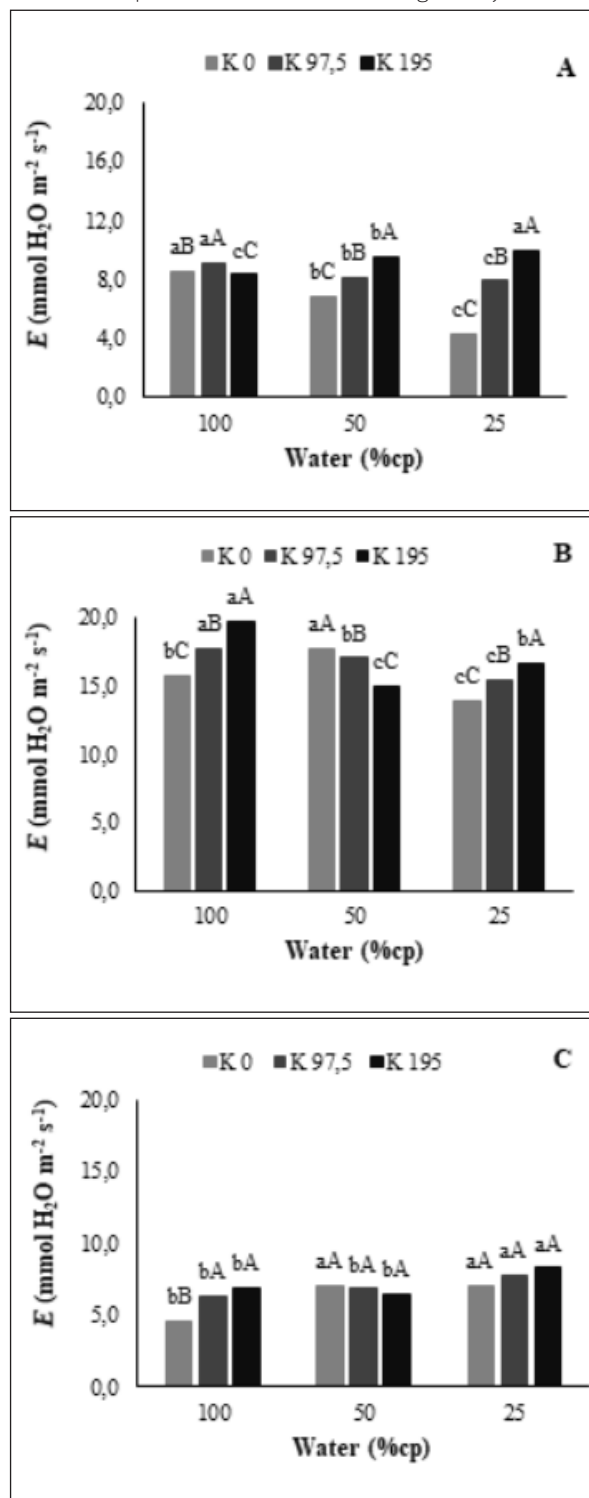 K 0 K 97,5 K 195
A
E (mmol H₂O m⁻² s⁻¹)
20,0
16,0
12,0
8,0
4,0
0,0
aB aA cC
bC bB bA
cC cB aA
100 50 25
Water (%cp)
K 0 K 97,5 K 195
B
E (mmol H₂O m⁻² s⁻¹)
20,0
15,0
10,0
5,0
0,0
bC aB aA
aA bB cC
cC cB bA
100 50 25
Water (%cp)
K 0 K 97,5 K 195
C
E (mmol H₂O m⁻² s⁻¹)
20,0
15,0
10,0
5,0
0,0
bB bA bA
aA bA bA
aA aA aA
100 50 25
Water (%cp)